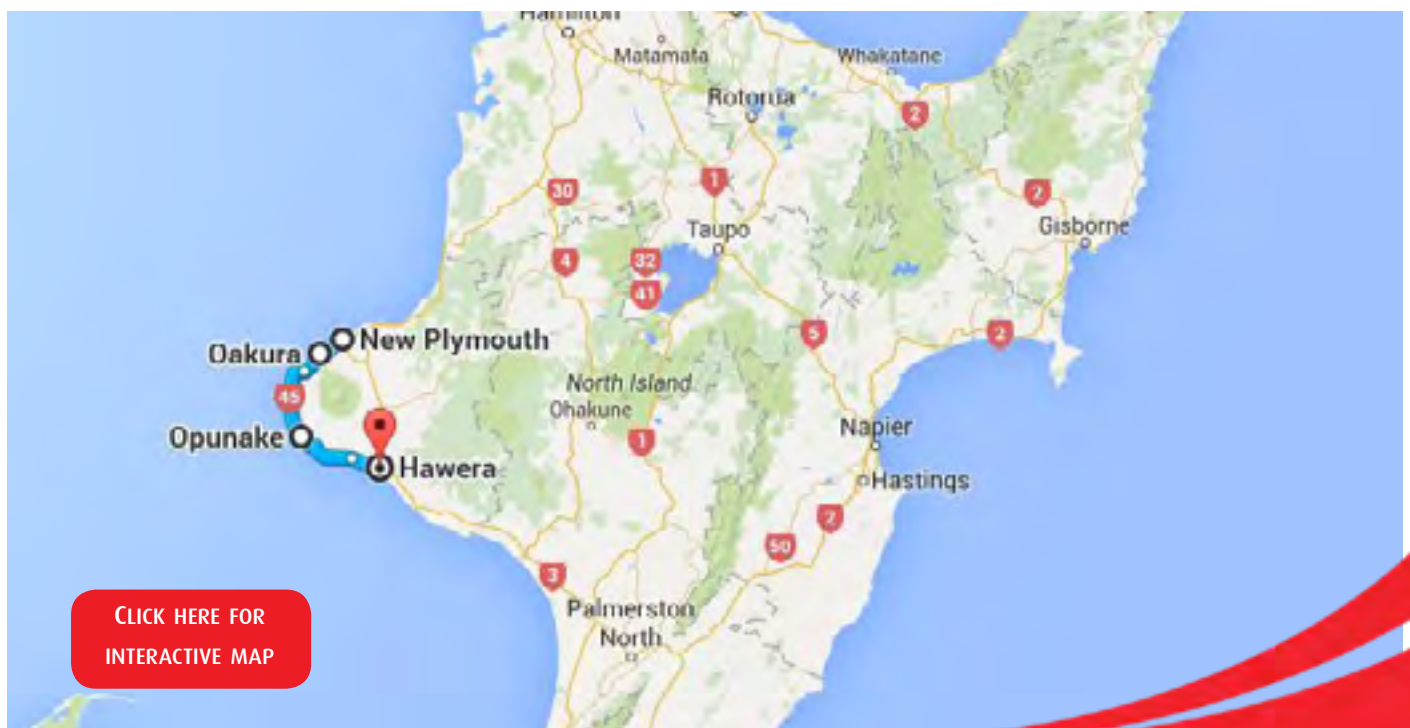 Hamilton
Matamata
Whakatane
Rotorua
2
30
1
2
Taupo
Gisborne
4
32
41
New Plymouth
Oakura
5
2
45
North Island
Ohakune
Opunake
1
Napier
Hawera
Hastings
2
50
3
Palmerston
North
CLICK HERE FOR
INTERACTIVE MAP